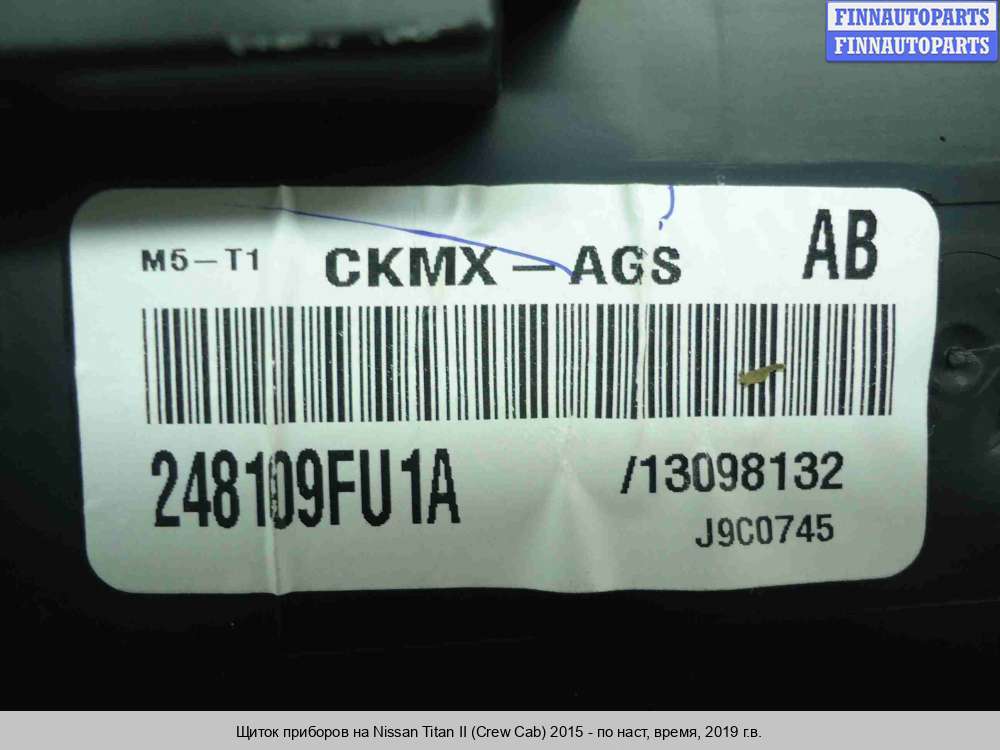 FINNAUTOPARTS
FINNAUTOPARTS
M5-T1 CKMX-AGS AB
248109FU1A /13098132
J9C0745
Щиток приборов на Nissan Titan II (Crew Cab) 2015 - по наст, время, 2019 г.в.